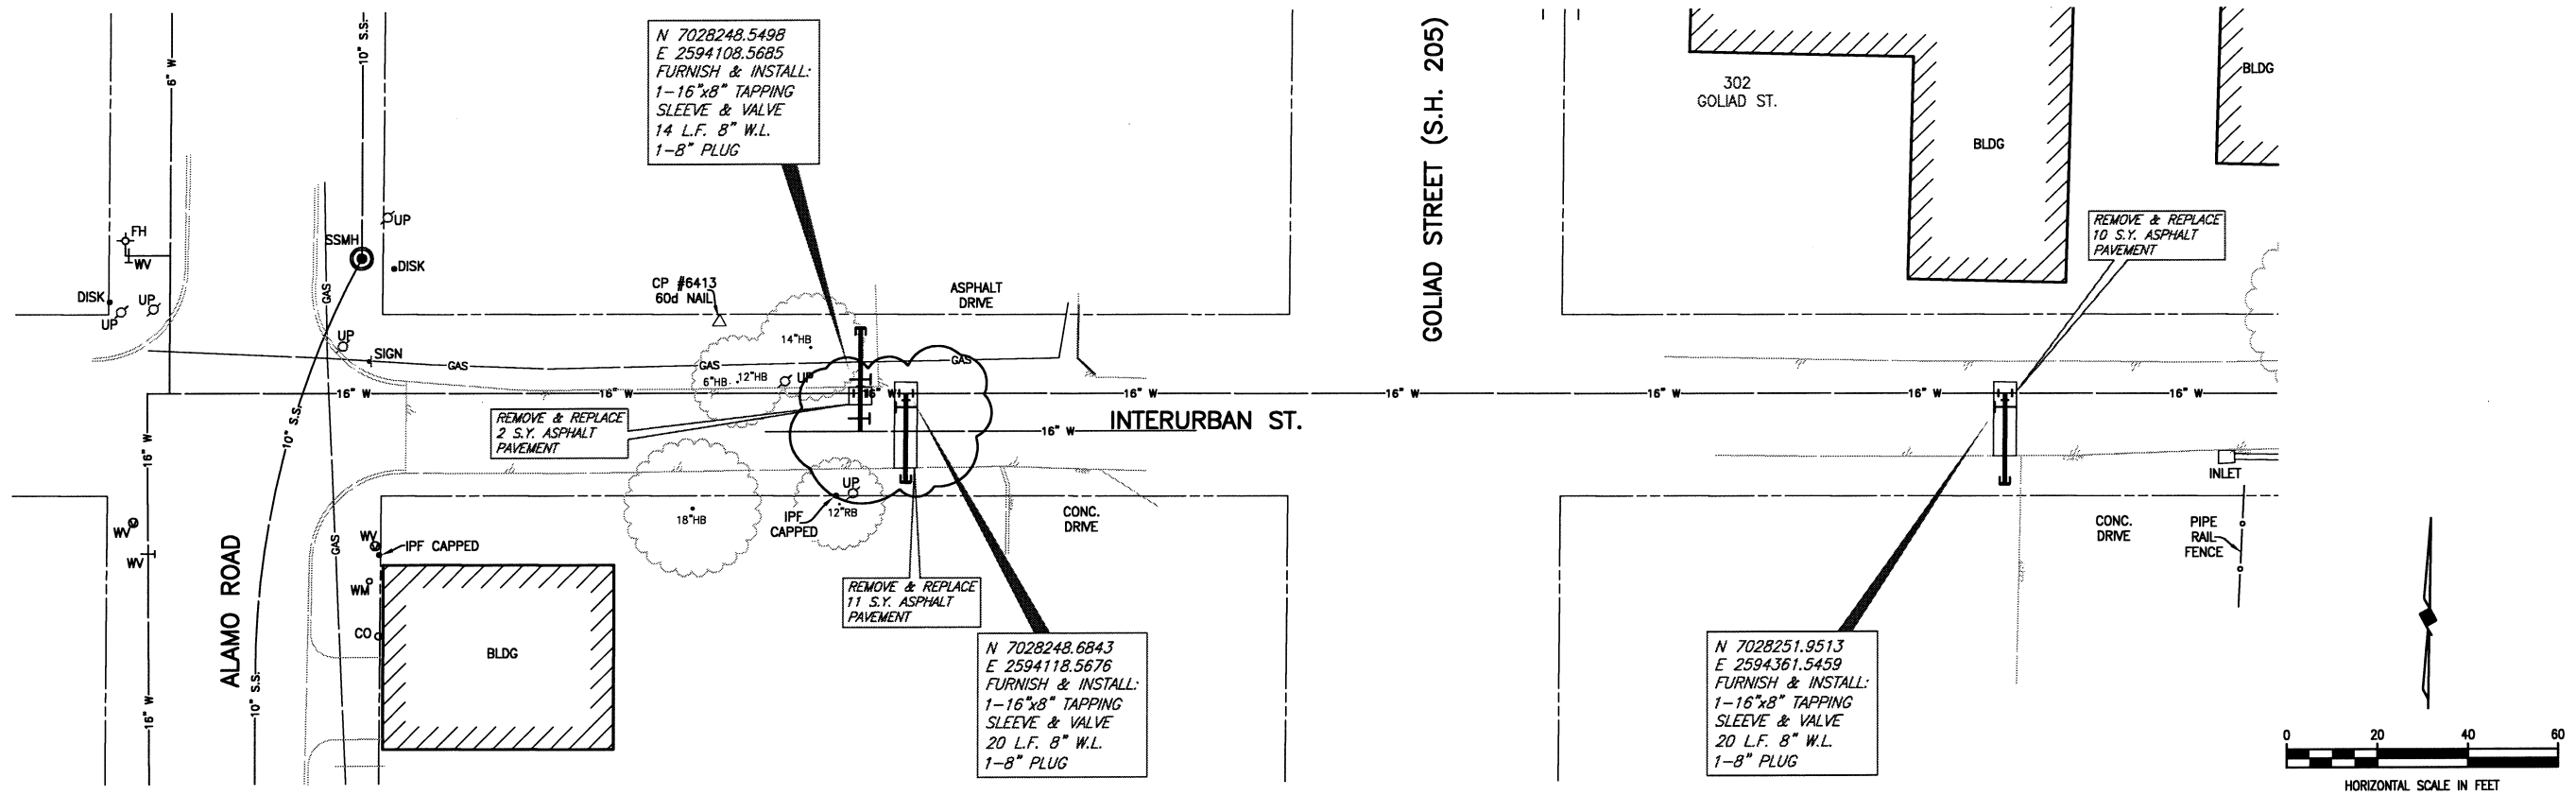 6" W
10" S.S.
N 7028248.5498
E 2594108.5685
FURNISH & INSTALL:
1-16"x8" TAPPING
SLEEVE & VALVE
14 L.F. 8" W.L.
1-8" PLUG
GOLIAD STREET (S.H. 205)
302
GOLIAD ST.
BLDG
BLDG
REMOVE & REPLACE
10 S.Y. ASPHALT
PAVEMENT
FH
WV
UP
SSMH
DISK
DISK
UP
UP
GAS
UP
SIGN
CP #6413
60d NAIL
ASPHALT
DRIVE
14"HB
6"HB
12"HB
UP
GAS
GAS
GAS
16" W
16" W
16" W
16" W
16" W
16" W
16" W
16" W
REMOVE & REPLACE
2 S.Y. ASPHALT
PAVEMENT
16" W
INTERURBAN ST.
10" S.S.
16" W
INLET
UP
IPF
CAPPED
12"RB
18"HB
CONC.
DRIVE
CONC.
DRIVE
PIPE
RAIL
FENCE
WV
WV
WV
IPF CAPPED
GAS
WM
CO
BLDG
ALAMO ROAD
10" S.S.
16" W
REMOVE & REPLACE
11 S.Y. ASPHALT
PAVEMENT
N 7028248.6843
E 2594118.5676
FURNISH & INSTALL:
1-16"x8" TAPPING
SLEEVE & VALVE
20 L.F. 8" W.L.
1-8" PLUG
N 7028251.9513
E 2594361.5459
FURNISH & INSTALL:
1-16"x8" TAPPING
SLEEVE & VALVE
20 L.F. 8" W.L.
1-8" PLUG
0 20 40 60
HORIZONTAL SCALE IN FEET